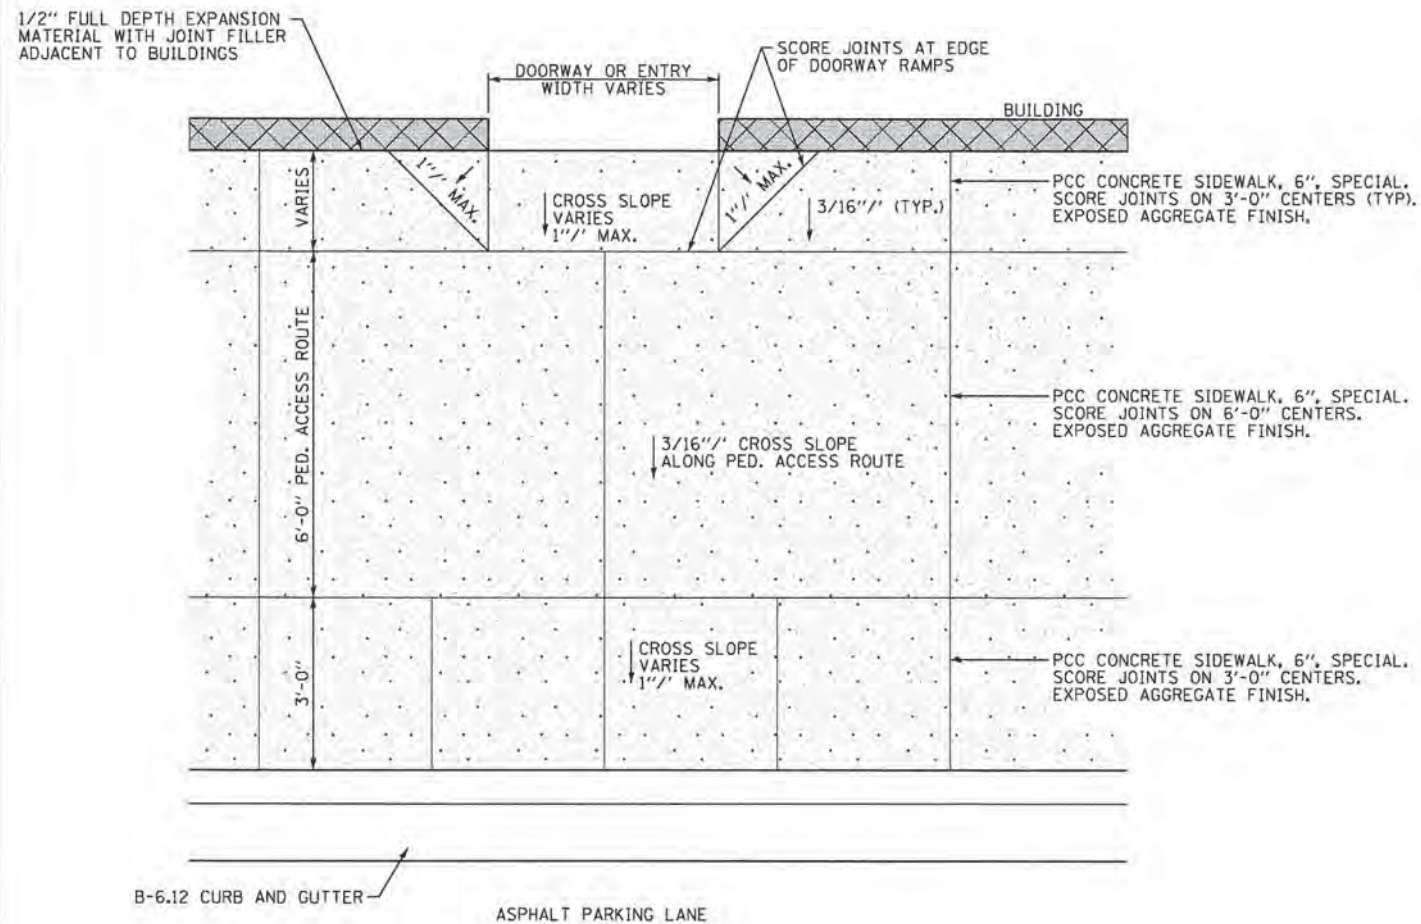 1/2" FULL DEPTH EXPANSION
MATERIAL WITH JOINT FILLER
ADJACENT TO BUILDINGS
DOORWAY OR ENTRY
WIDTH VARIES
SCORE JOINTS AT EDGE
OF DOORWAY RAMPS
BUILDING
VARIES
1"/' MAX.
CROSS SLOPE
VARIES
1"/' MAX.
1"/' MAX.
3/16"/' (TYP.)
PCC CONCRETE SIDEWALK, 6", SPECIAL.
SCORE JOINTS ON 3'-0" CENTERS (TYP).
EXPOSED AGGREGATE FINISH.
6'-0" PED. ACCESS ROUTE
3/16"/' CROSS SLOPE
ALONG PED. ACCESS ROUTE
PCC CONCRETE SIDEWALK, 6", SPECIAL.
SCORE JOINTS ON 6'-0" CENTERS.
EXPOSED AGGREGATE FINISH.
3'-0"
CROSS SLOPE
VARIES
1"/' MAX.
PCC CONCRETE SIDEWALK, 6", SPECIAL.
SCORE JOINTS ON 3'-0" CENTERS.
EXPOSED AGGREGATE FINISH.
B-6.12 CURB AND GUTTER
ASPHALT PARKING LANE